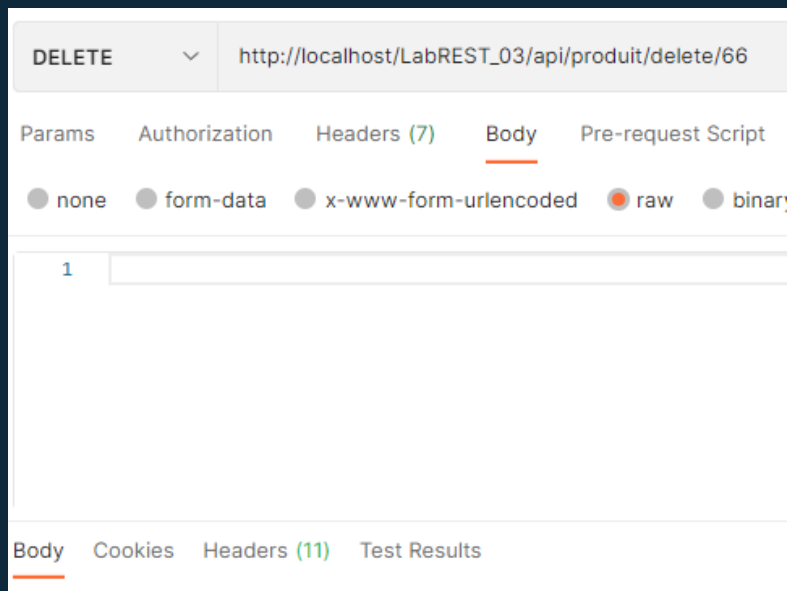 DELETE http://localhost/LabREST_03/api/produit/delete/66
Params Authorization Headers (7) Body Pre-request Script
none form-data x-www-form-urlencoded raw binary
1
Body Cookies Headers (11) Test Results